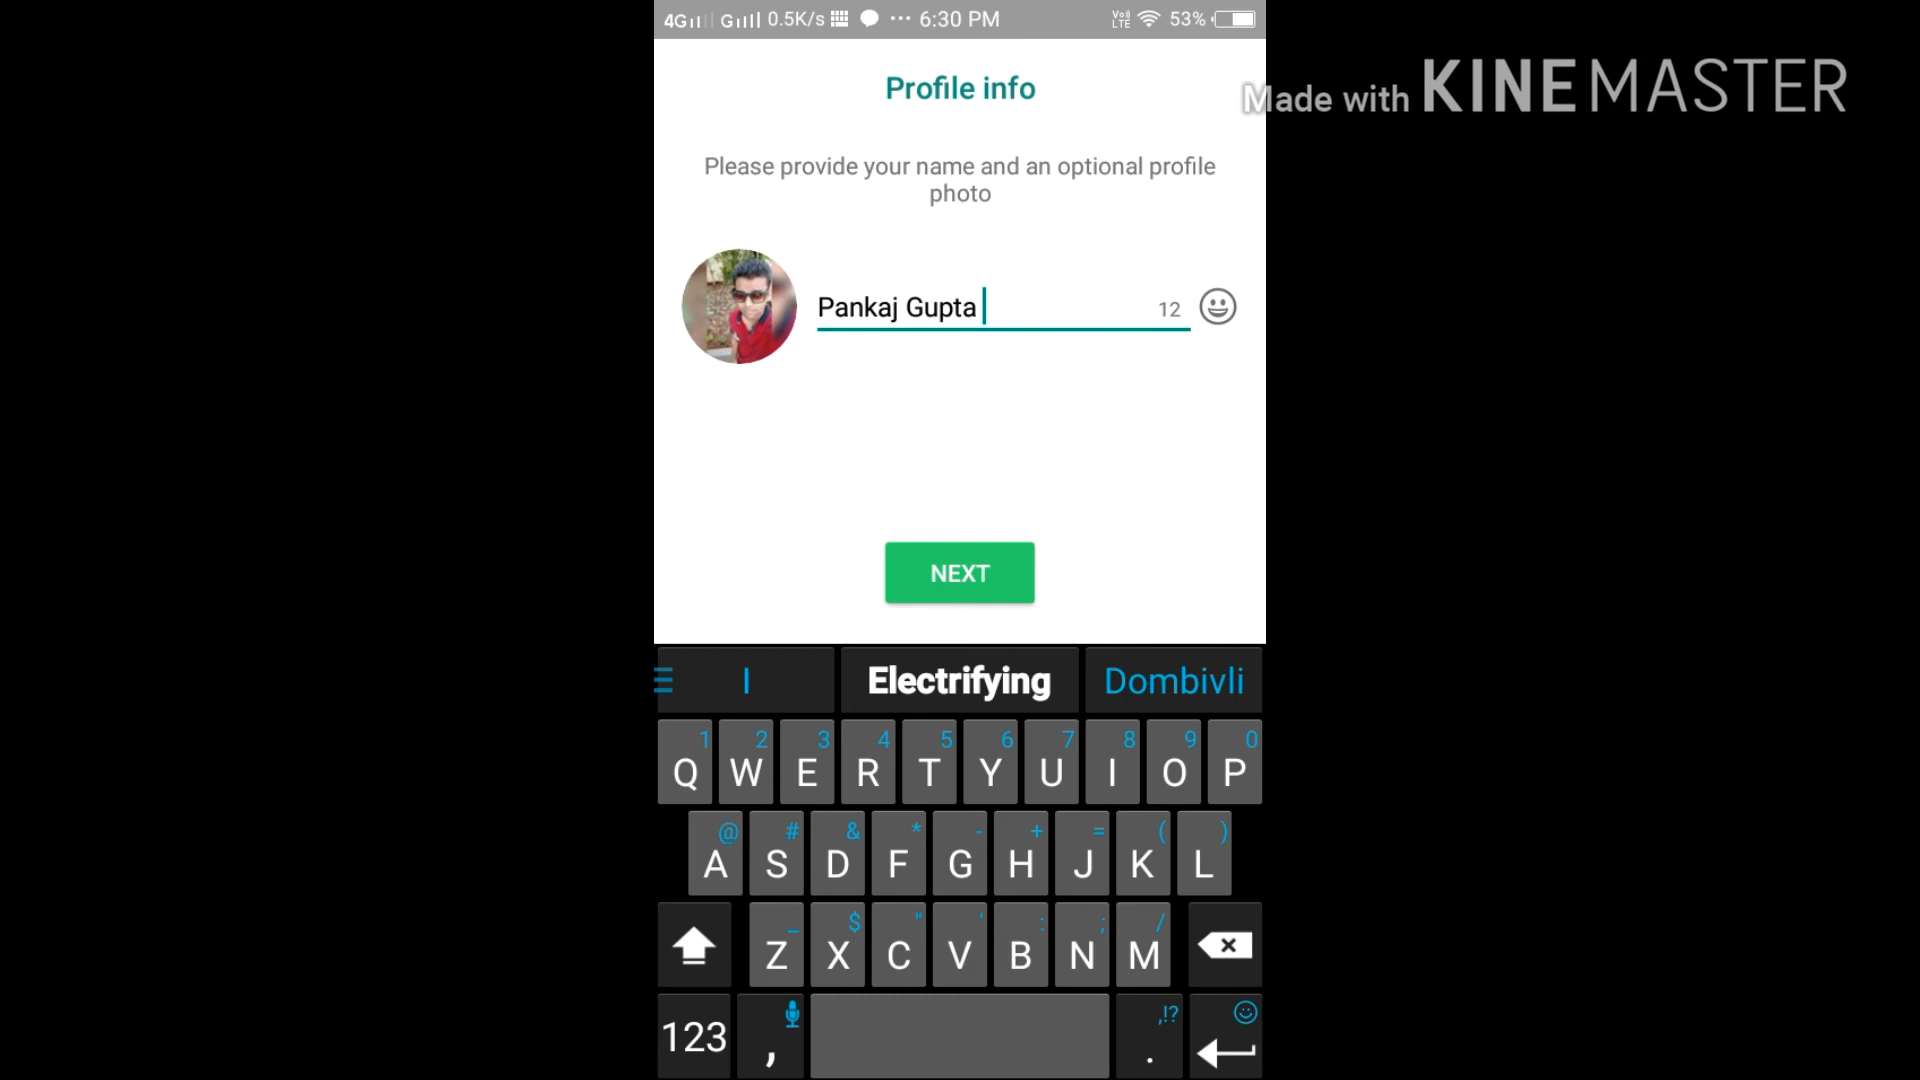 4G G 0.5K/s ... 6:30 PM VoLTE 53%
Made with KINEMASTER
Profile info
Please provide your name and an optional profile
photo
Pankaj Gupta 12
NEXT
I Electrifying Dombivli
1 2 3 4 5 6 7 8 9 0
Q W E R T Y U I O P
@ # & * - + = ( )
A S D F G H J K L
_ $ " ' : ; /
Z X C V B N M
,!?
123 , .